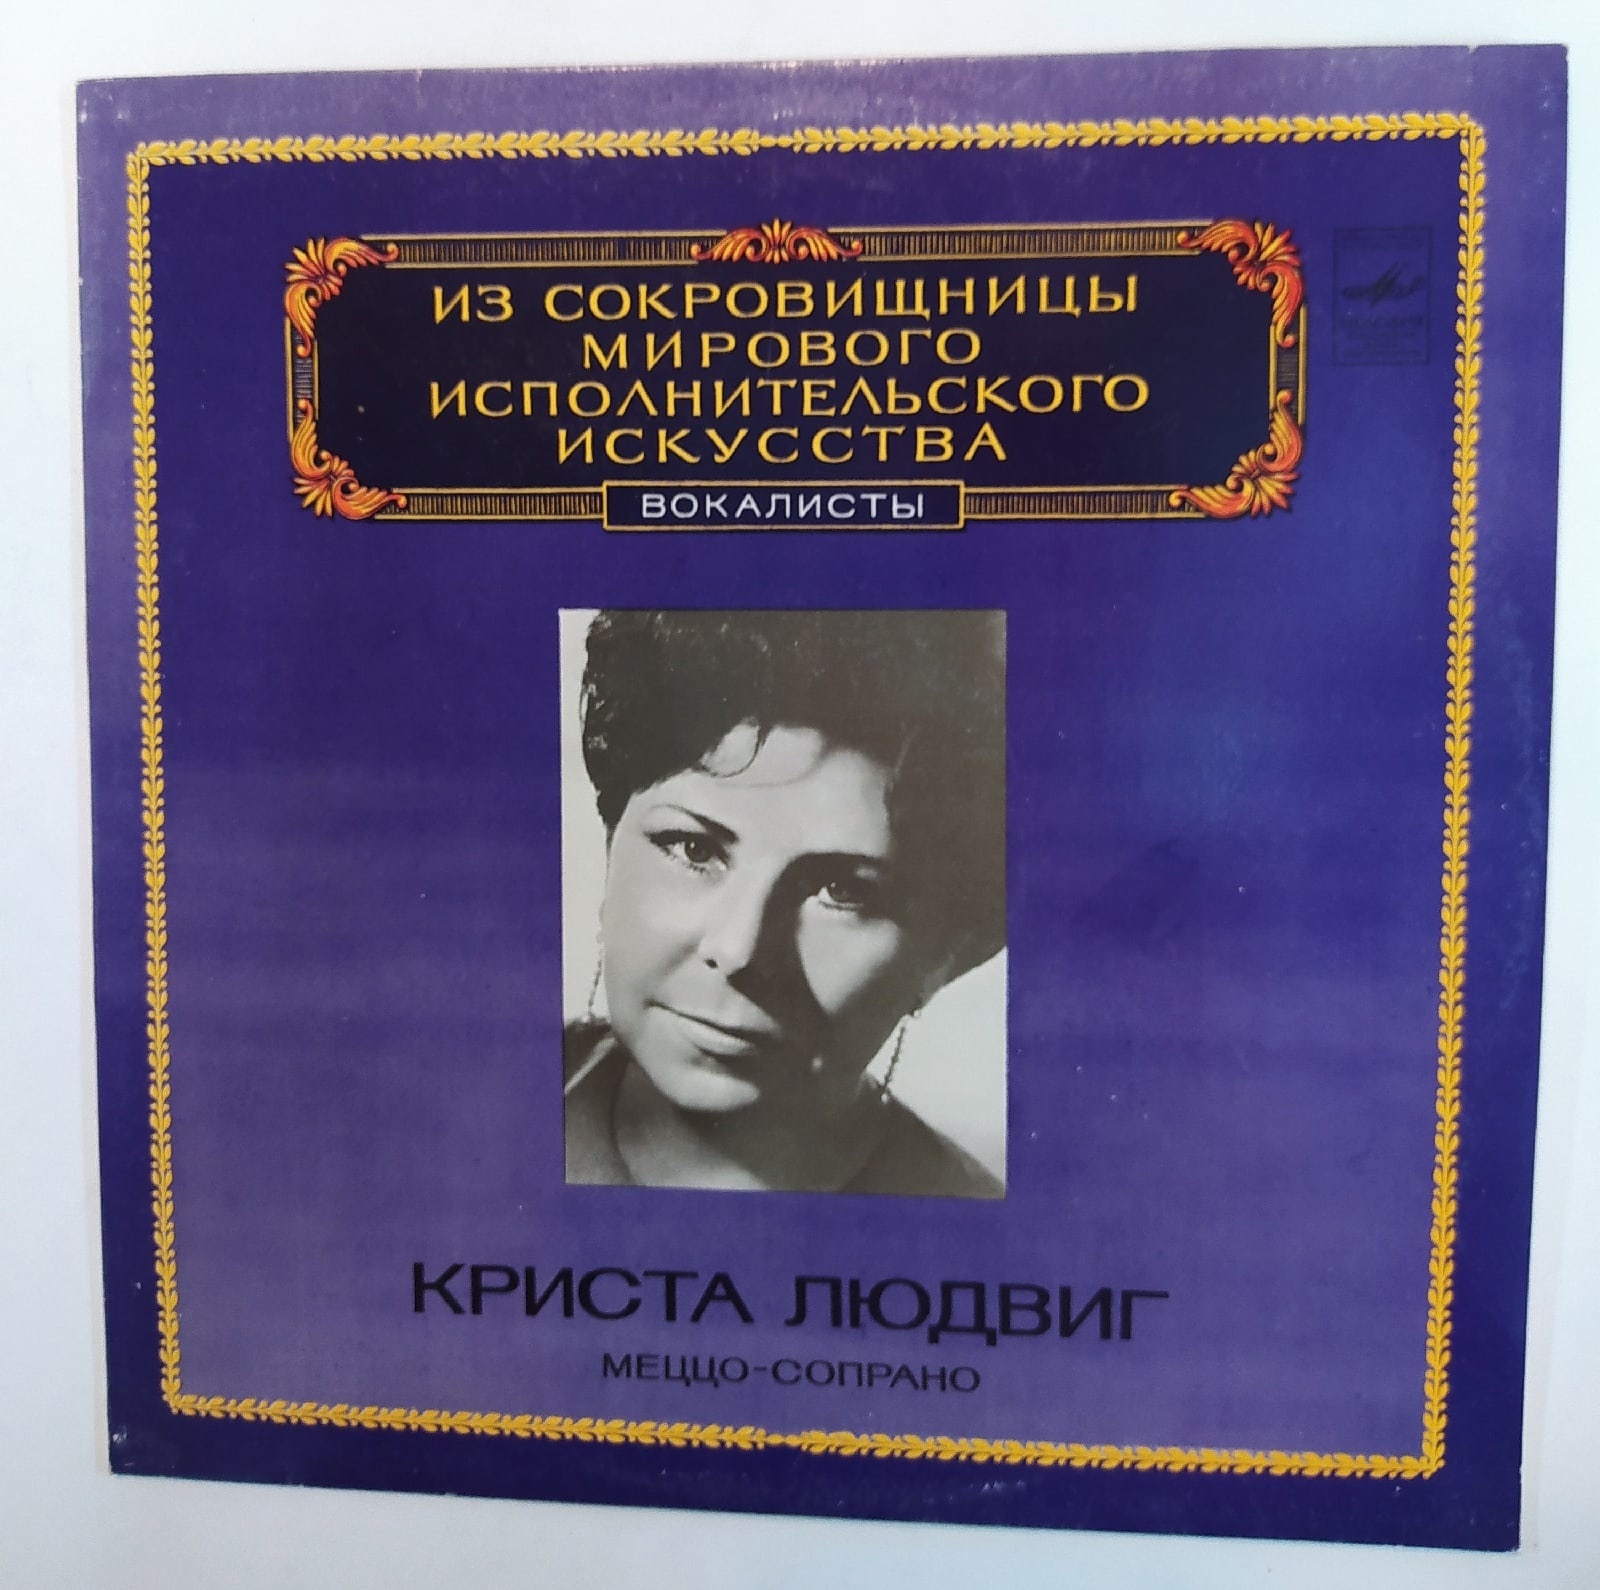 ИЗ СОКРОВИЩНИЦЫ
МИРОВОГО
ИСПОЛНИТЕЛЬСКОГО
ИСКУССТВА
ВОКАЛИСТЫ
КРИСТА ЛЮДВИГ
МЕЦЦО-СОПРАНО